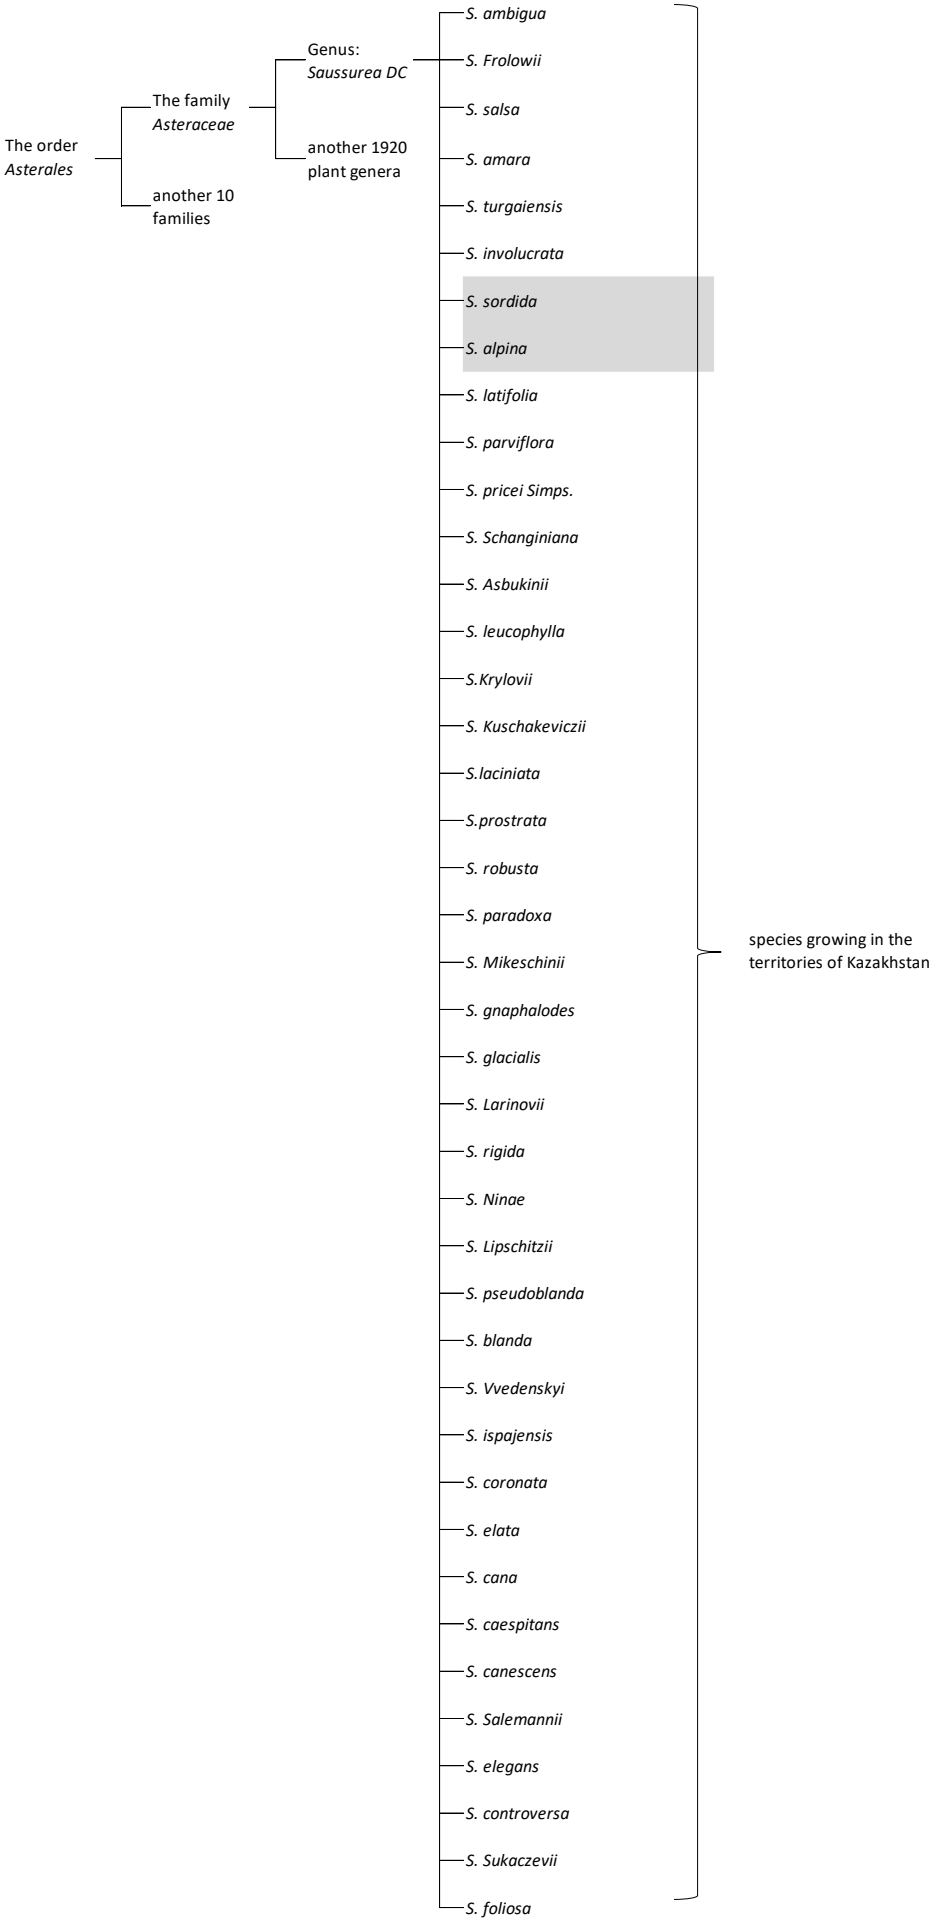 The order
Asterales
The family
Asteraceae
another 10
families
Genus:
Saussurea DC
another 1920
plant genera
S. ambigua
S. Frolowii
S. salsa
S. amara
S. turgaiensis
S. involucrata
S. sordida
S. alpina
S. latifolia
S. parviflora
S. pricei Simps.
S. Schanginiana
S. Asbukinii
S. leucophylla
S.Krylovii
S. Kuschakeviczii
S.laciniata
S.prostrata
S. robusta
S. paradoxa
S. Mikeschinii
S. gnaphalodes
S. glacialis
S. Larinovii
S. rigida
S. Ninae
S. Lipschitzii
S. pseudoblanda
S. blanda
S. Vvedenskyi
S. ispajensis
S. coronata
S. elata
S. cana
S. caespitans
S. canescens
S. Salemannii
S. elegans
S. controversa
S. Sukaczevii
S. foliosa
species growing in the
territories of Kazakhstan